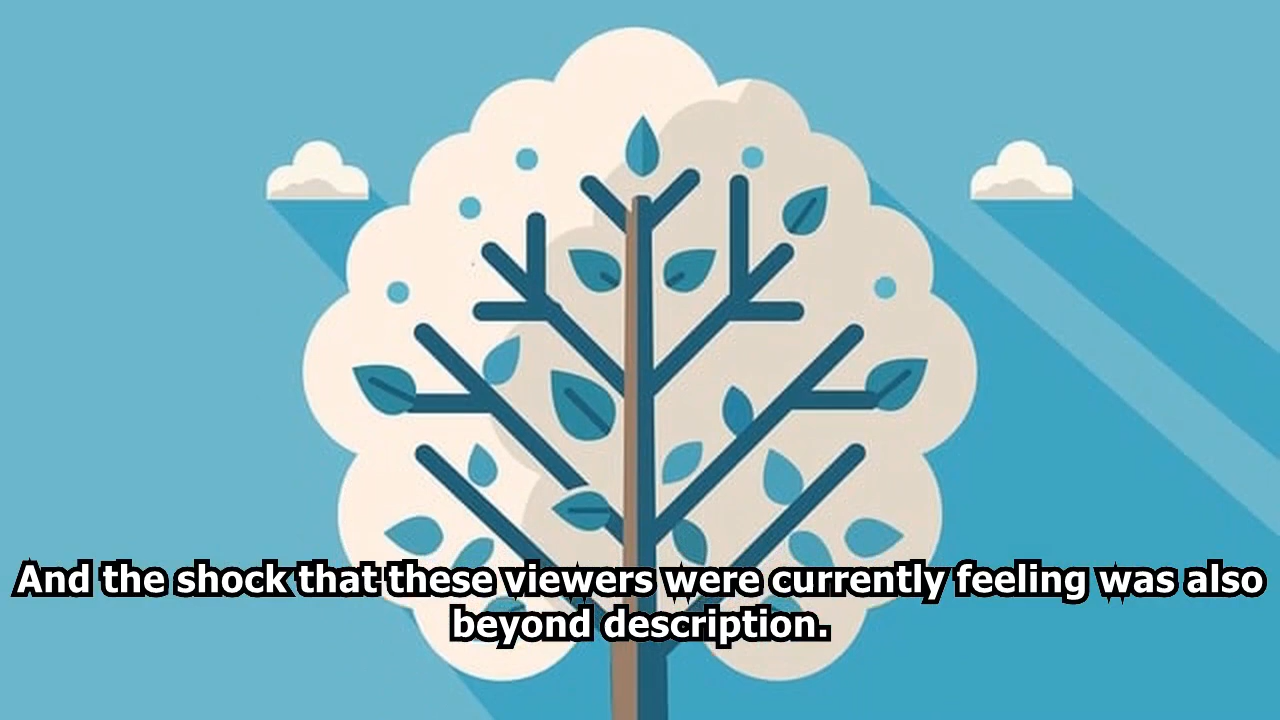 And the shock that these viewers were currently feeling was also
beyond description.